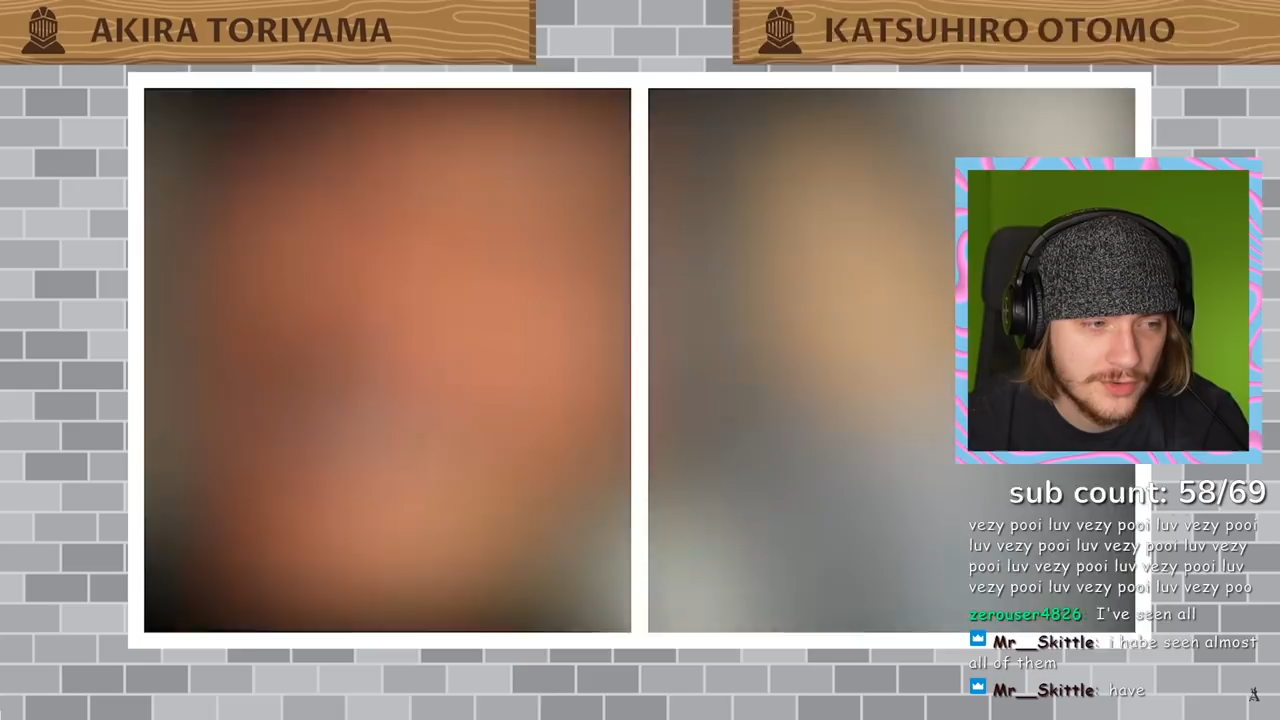 AKIRA TORIYAMA
KATSUHIRO OTOMO
sub count: 58/69
vezy pooi luv vezy pooi luv vezy pooi
luv vezy pooi luv vezy pooi luv vezy
pooi luv vezy pooi luv vezy pooi luv
vezy pooi luv vezy pooi luv vezy poo
zerouser4826: I've seen all
Mr__Skittle: i habe seen almost
all of them
Mr__Skittle: have